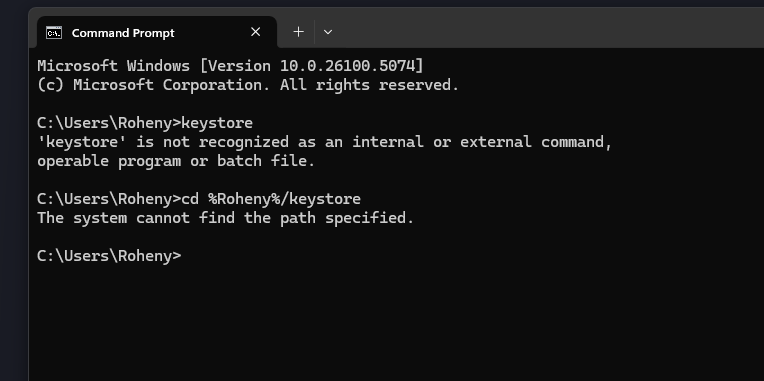 Command Prompt
Microsoft Windows [Version 10.0.26100.5074]
(c) Microsoft Corporation. All rights reserved.
C:\Users\Roheny>keystore
'keystore' is not recognized as an internal or external command,
operable program or batch file.
C:\Users\Roheny>cd %Roheny%/keystore
The system cannot find the path specified.
C:\Users\Roheny>